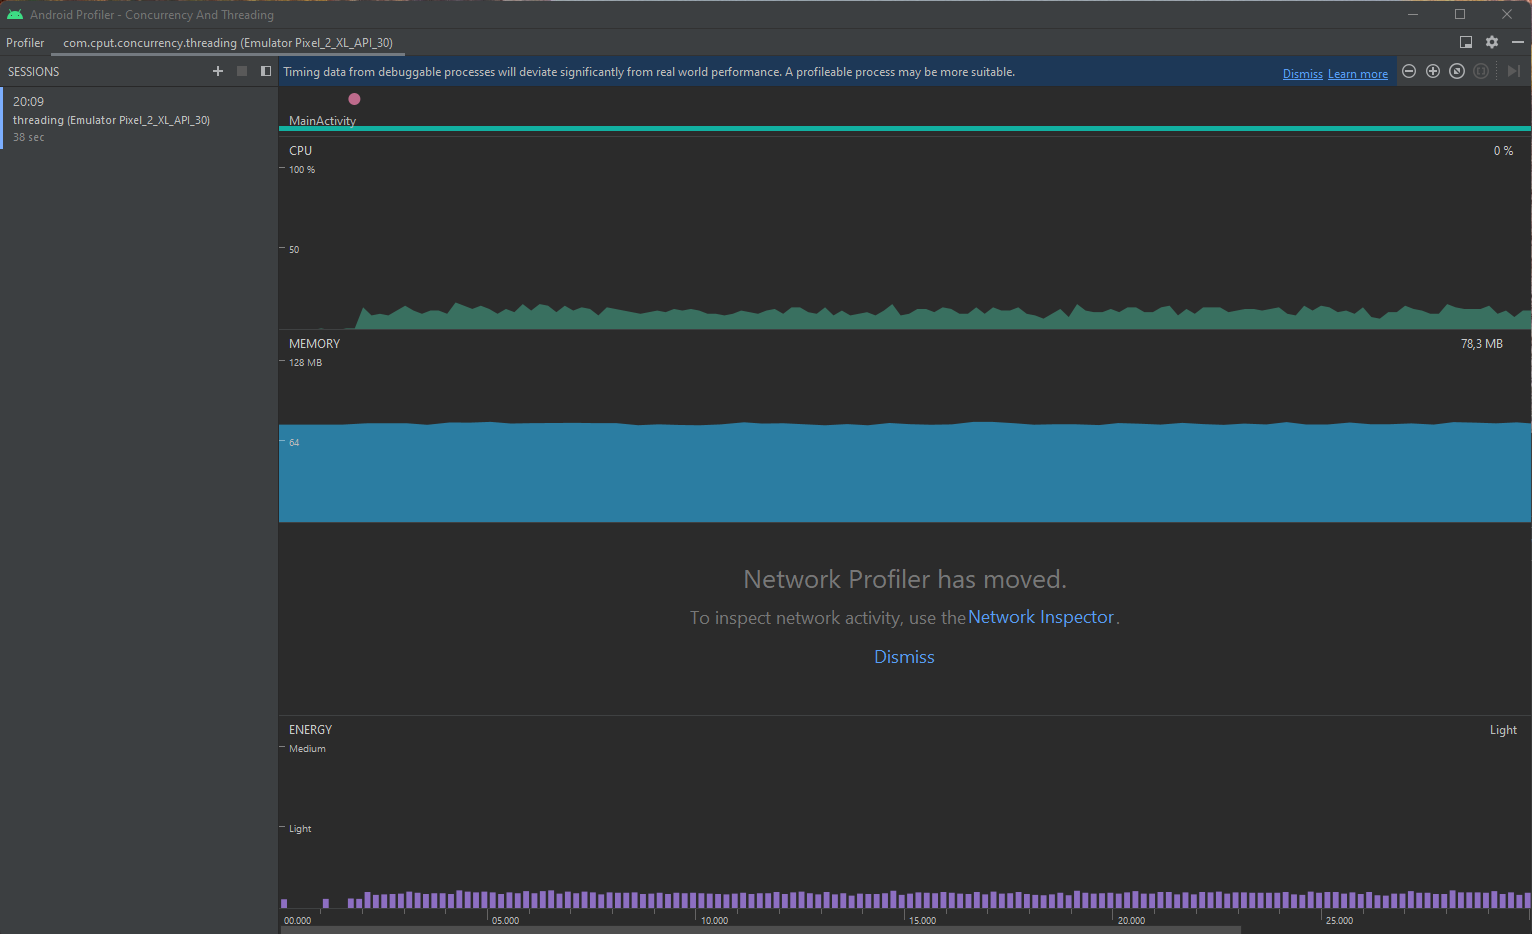 Android Profiler - Concurrency And Threading
Profiler com.cput.concurrency.threading (Emulator Pixel_2_XL_API_30)
SESSIONS
Timing data from debuggable processes will deviate significantly from real world performance. A profileable process may be more suitable. Dismiss Learn more
20:09
threading (Emulator Pixel_2_XL_API_30)
38 sec
MainActivity
CPU 0 %
100 %
50
MEMORY 78,3 MB
128 MB
64
Network Profiler has moved.
To inspect network activity, use the Network Inspector.
Dismiss
ENERGY Light
Medium
Light
00.000 05.000 10.000 15.000 20.000 25.000